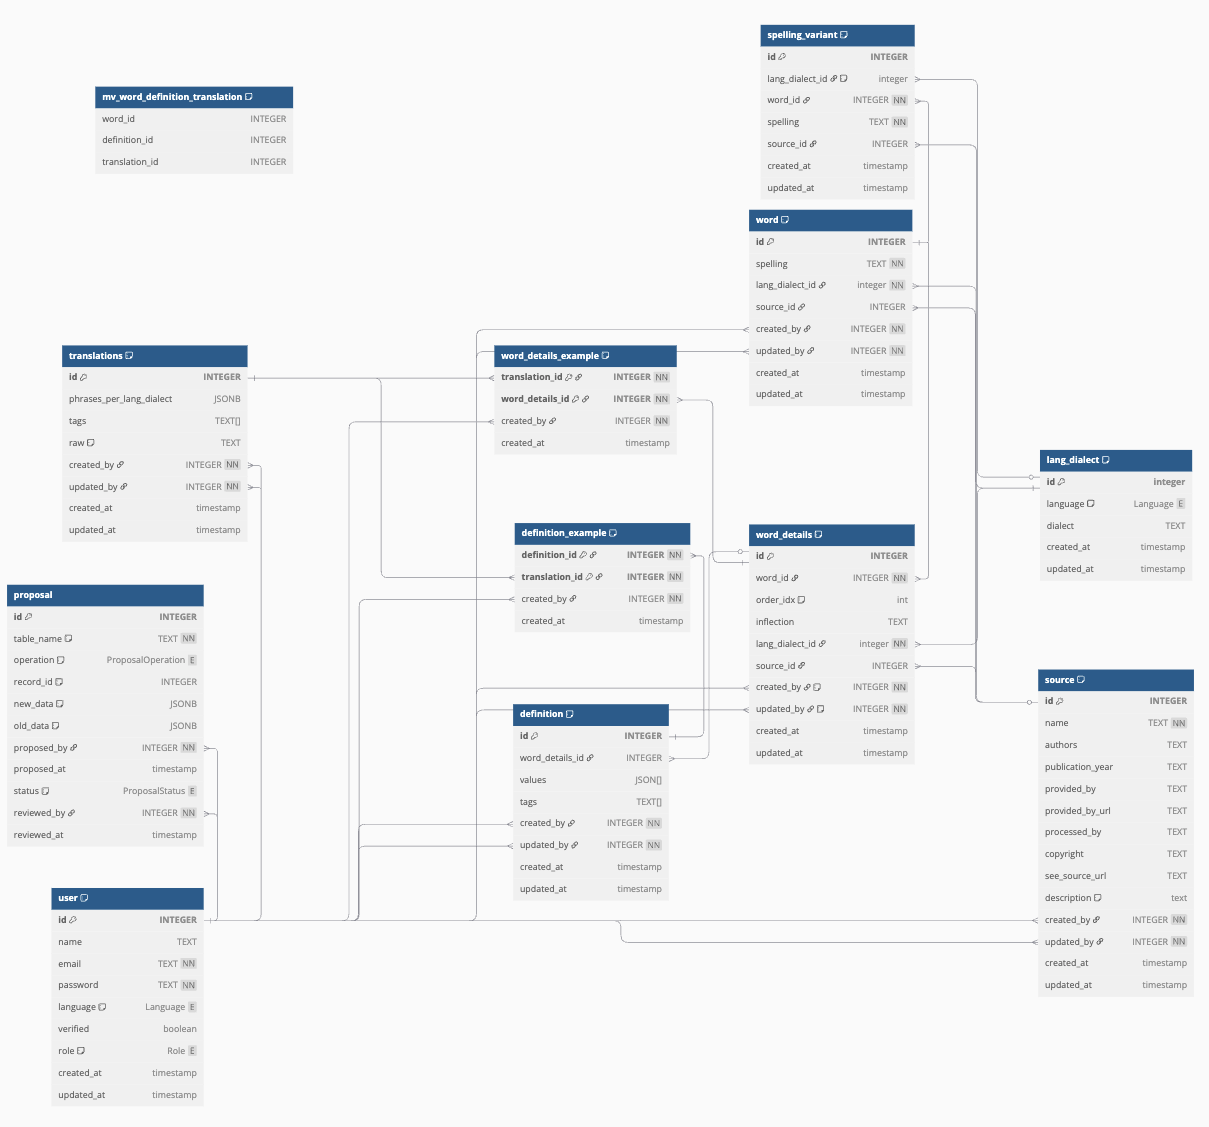 spelling_variant
id INTEGER
lang_dialect_id integer
word_id INTEGER NN
spelling TEXT NN
source_id INTEGER
created_at timestamp
updated_at timestamp
mv_word_definition_translation
word_id INTEGER
definition_id INTEGER
translation_id INTEGER
word
id INTEGER
spelling TEXT NN
lang_dialect_id integer NN
source_id INTEGER
created_by INTEGER NN
updated_by INTEGER NN
created_at timestamp
updated_at timestamp
translations
id INTEGER
phrases_per_lang_dialect JSONB
tags TEXT[]
raw TEXT
created_by INTEGER NN
updated_by INTEGER NN
created_at timestamp
updated_at timestamp
word_details_example
translation_id INTEGER NN
word_details_id INTEGER NN
created_by INTEGER NN
created_at timestamp
lang_dialect
id integer
language Language E
dialect TEXT
created_at timestamp
updated_at timestamp
definition_example
definition_id INTEGER NN
translation_id INTEGER NN
created_by INTEGER NN
created_at timestamp
word_details
id INTEGER
word_id INTEGER NN
order_idx int
inflection TEXT
lang_dialect_id integer NN
source_id INTEGER
created_by INTEGER NN
updated_by INTEGER NN
created_at timestamp
updated_at timestamp
proposal
id INTEGER
table_name TEXT NN
operation ProposalOperation E
record_id INTEGER
new_data JSONB
old_data JSONB
proposed_by INTEGER NN
proposed_at timestamp
status ProposalStatus E
reviewed_by INTEGER NN
reviewed_at timestamp
source
id INTEGER
name TEXT NN
authors TEXT
publication_year TEXT
provided_by TEXT
provided_by_url TEXT
processed_by TEXT
copyright TEXT
see_source_url TEXT
description text
created_by INTEGER NN
updated_by INTEGER NN
created_at timestamp
updated_at timestamp
definition
id INTEGER
word_details_id INTEGER
values JSON[]
tags TEXT[]
created_by INTEGER NN
updated_by INTEGER NN
created_at timestamp
updated_at timestamp
user
id INTEGER
name TEXT
email TEXT NN
password TEXT NN
language Language E
verified boolean
role Role E
created_at timestamp
updated_at timestamp